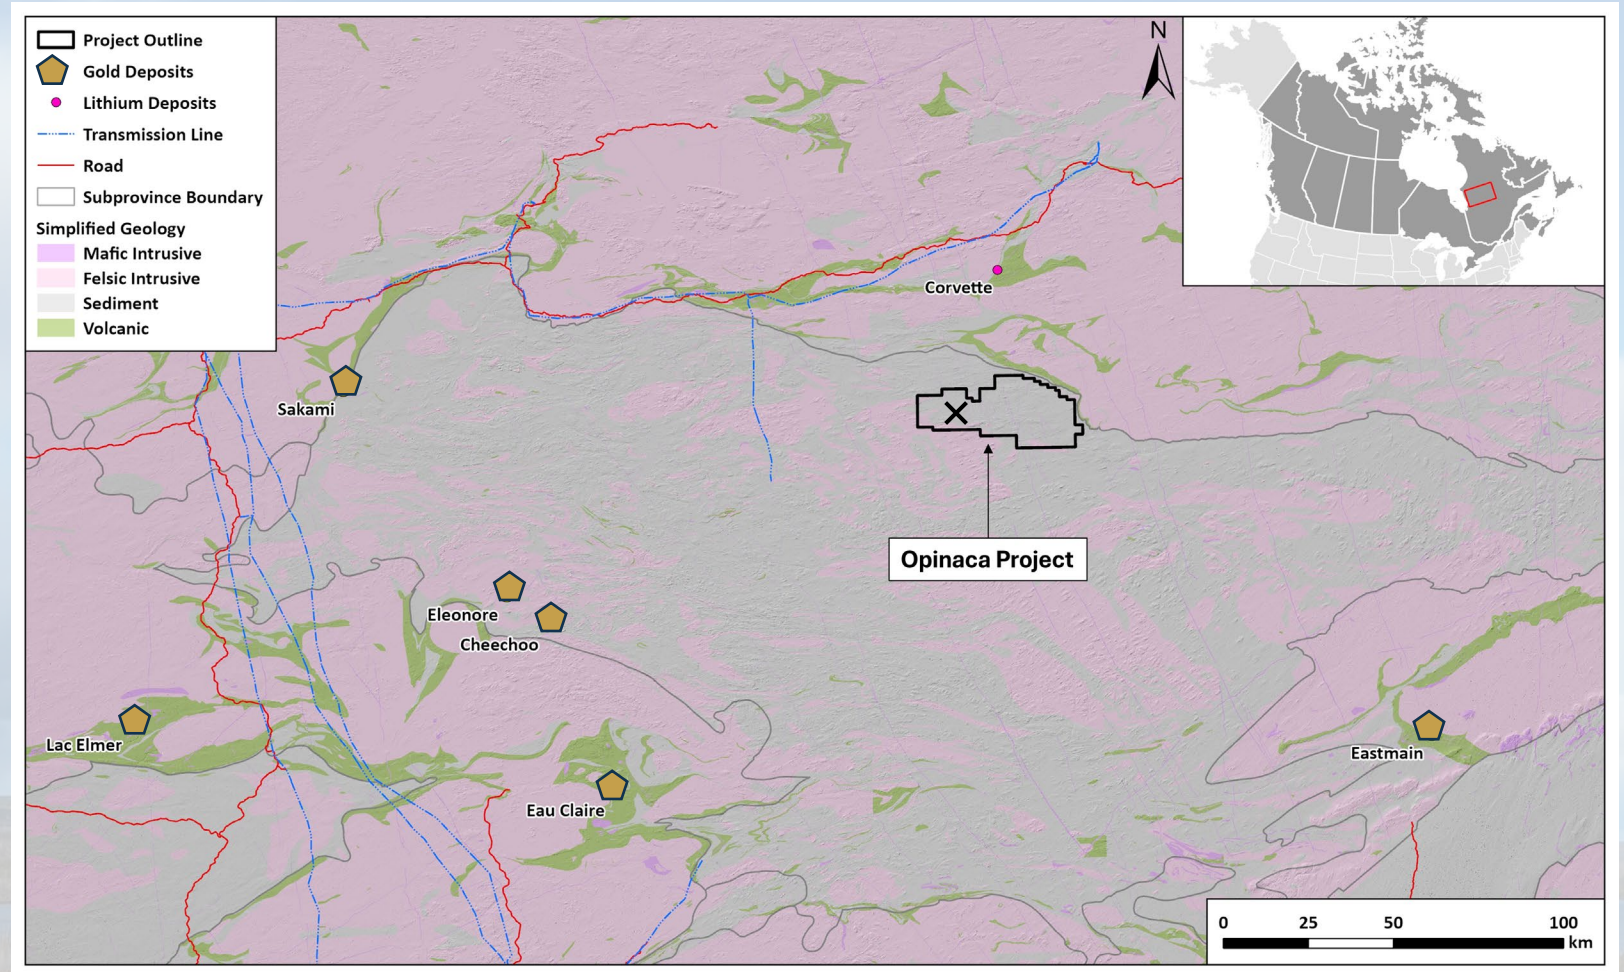 Project Outline
Gold Deposits
Lithium Deposits
Transmission Line
Road
Subprovince Boundary
Simplified Geology
Mafic Intrusive
Felsic Intrusive
Sediment
Volcanic
N
Corvette
Sakami
Opinaca Project
Eleonore
Cheechoo
Lac Elmer
Eastmain
Eau Claire
0 25 50 100
km